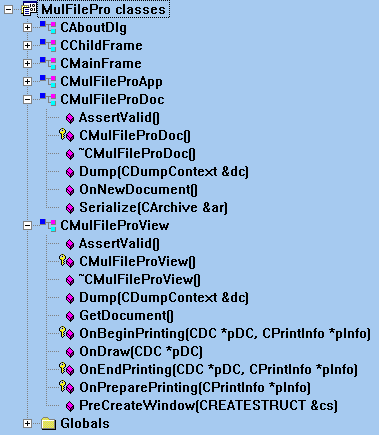 MulFilePro classes
CAboutDlg
CChildFrame
CMainFrame
CMulFileProApp
CMulFileProDoc
AssertValid()
CMulFileProDoc()
~CMulFileProDoc()
Dump(CDumpContext &dc)
OnNewDocument()
Serialize(CArchive &ar)
CMulFileProView
AssertValid()
CMulFileProView()
~CMulFileProView()
Dump(CDumpContext &dc)
GetDocument()
OnBeginPrinting(CDC *pDC, CPrintInfo *pInfo)
OnDraw(CDC *pDC)
OnEndPrinting(CDC *pDC, CPrintInfo *pInfo)
OnPreparePrinting(CPrintInfo *pInfo)
PreCreateWindow(CREATESTRUCT &cs)
Globals